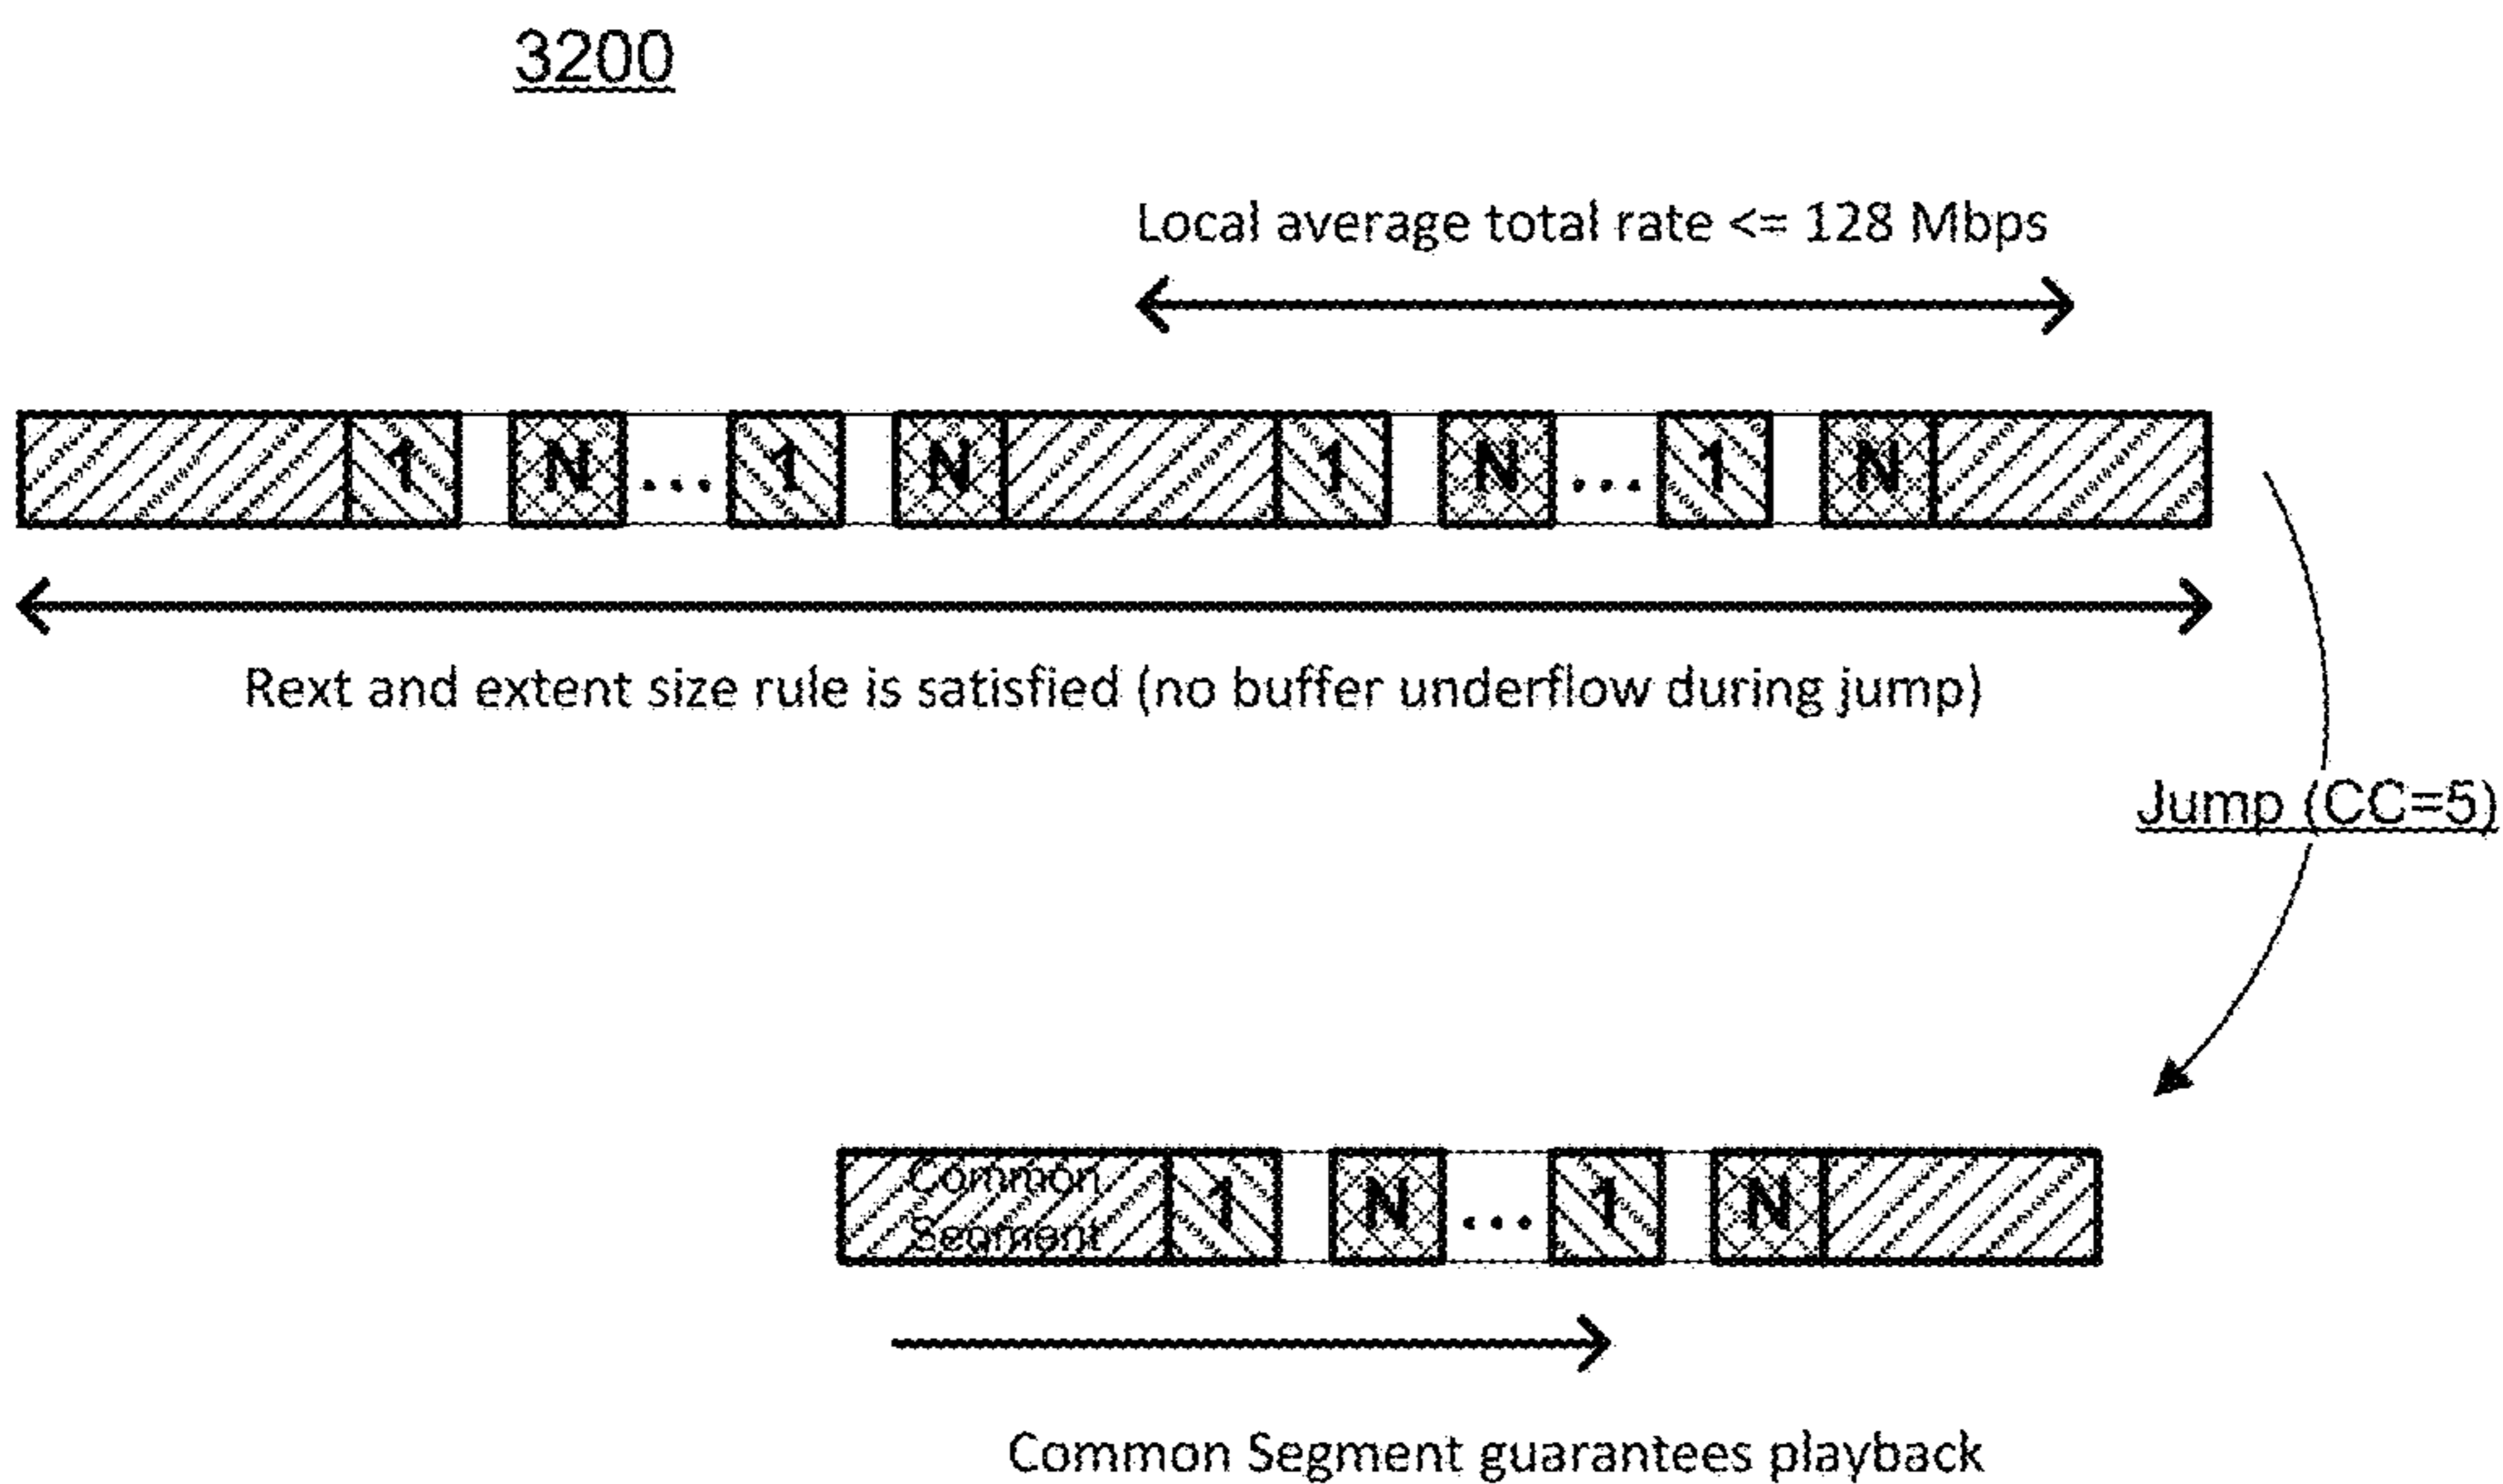 3200
Local average total rate <= 128 Mbps
1 N ... 1 N 1 N ... 1 N
Rext and extent size rule is satisfied (no buffer underflow during jump)
Jump (CC=5)
Common
Segment
1 N ... 1 N
Common Segment guarantees playback